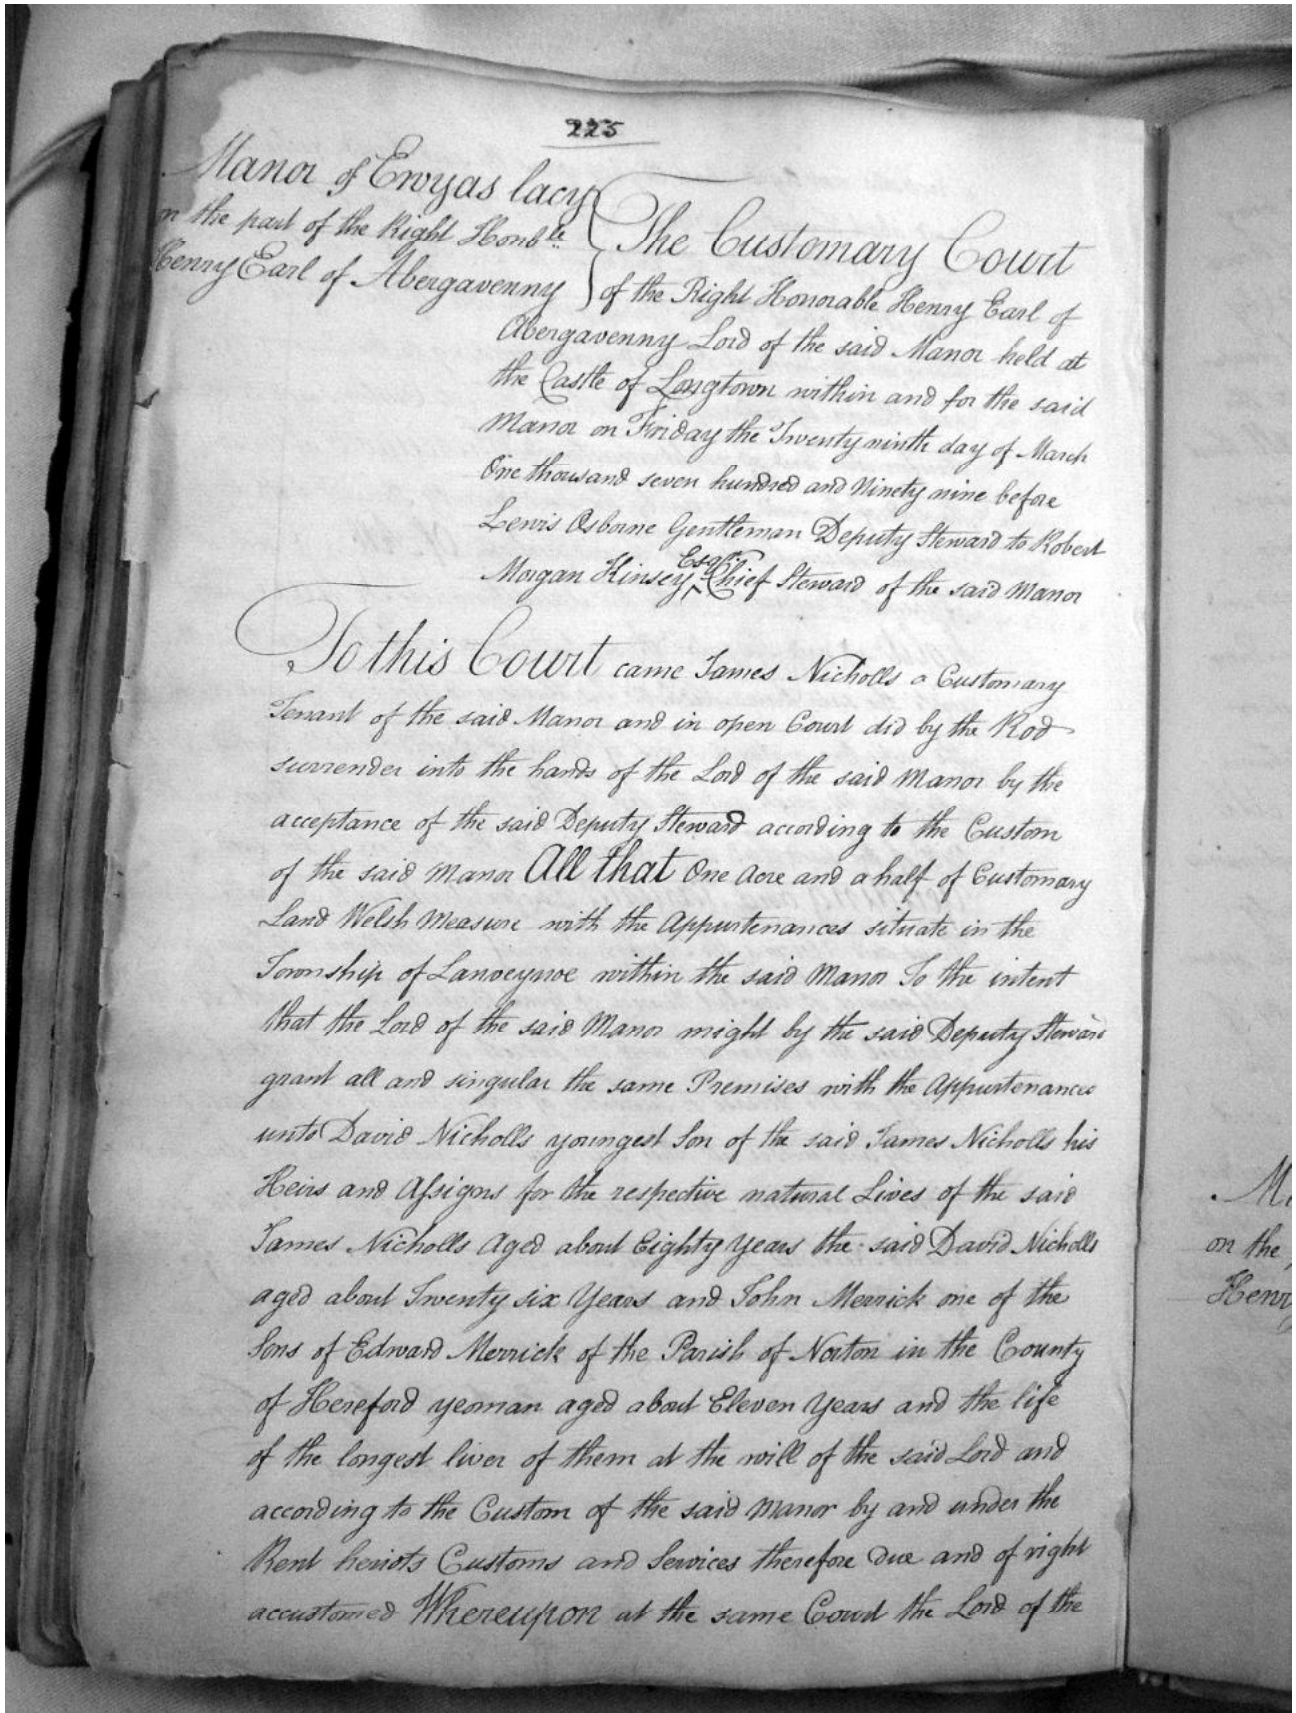 225
Manor of Ewyas lacy
on the part of the Right Honble
Henry Earl of Abergavenny
The Customary Court
of the Right Honorable Henry Earl of
Abergavenny Lord of the said Manor held at
the Castle of Longtown within and for the said
Manor on Friday the Twenty ninth day of March
One thousand seven hundred and Ninety nine before
Lewis Osborne Gentleman Deputy Steward to Robert
Morgan Kinsey Esqr. Chief Steward of the said Manor
To this Court came James Nicholls a Customary
Tenant of the said Manor and in open Court did by the Rod
surrender into the hands of the Lord of the said Manor by the
acceptance of the said Deputy Steward according to the Custom
of the said Manor All that One Acre and a half of Customary
Land Welsh Measure with the Appurtenances situate in the
Township of Lanveynoe within the said Manor To the intent
that the Lord of the said Manor might by the said Deputy Steward
grant all and singular the same Premises with the Appurtenances
unto David Nicholls youngest Son of the said James Nicholls his
Heirs and Assigns for the respective natural Lives of the said
James Nicholls Aged about Eighty Years the said David Nicholls
aged about Twenty six Years and John Merrick one of the
Sons of Edward Merrick of the Parish of Norton in the County
of Hereford yeoman aged about Eleven Years and the life
of the longest liver of them at the will of the said Lord and
according to the Custom of the said Manor by and under the
Rent heriots Customs and Services therefore due and of right
accustomed Whereupon at the same Court the Lord of the
on the
Henry